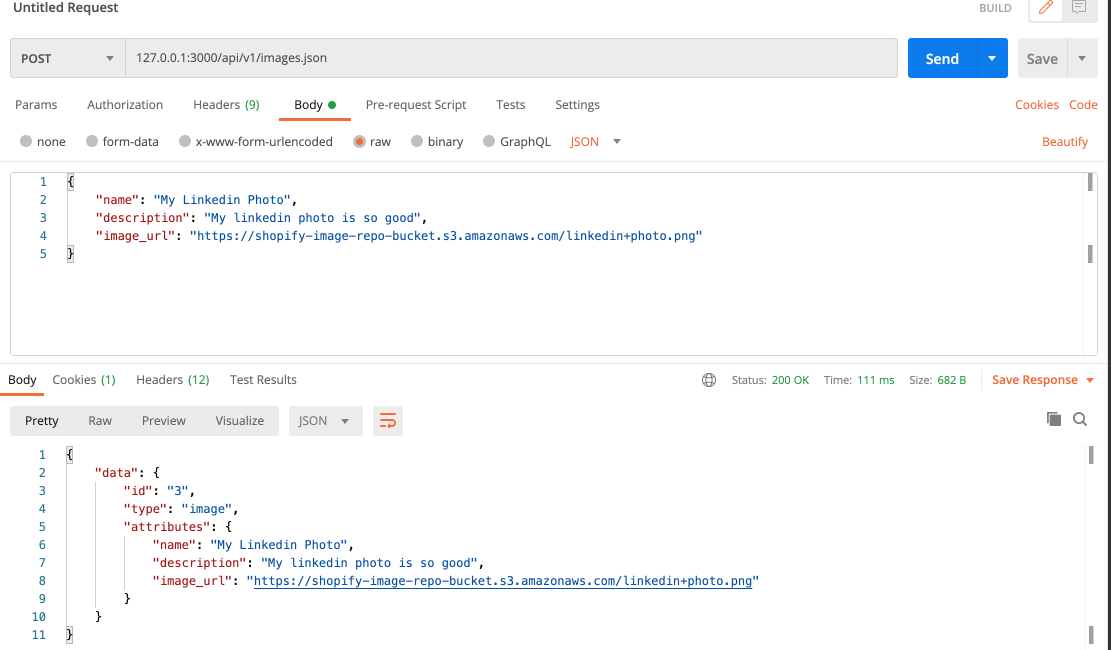 Untitled Request BUILD
POST 127.0.0.1:3000/api/v1/images.json Send Save
Params Authorization Headers (9) Body Pre-request Script Tests Settings Cookies Code
none form-data x-www-form-urlencoded raw binary GraphQL JSON Beautify
1 {
2 "name": "My Linkedin Photo",
3 "description": "My linkedin photo is so good",
4 "image_url": "https://shopify-image-repo-bucket.s3.amazonaws.com/linkedin+photo.png"
5 }
Body Cookies (1) Headers (12) Test Results Status: 200 OK Time: 111 ms Size: 682 B Save Response
Pretty Raw Preview Visualize JSON
1 {
2 "data": {
3 "id": "3",
4 "type": "image",
5 "attributes": {
6 "name": "My Linkedin Photo",
7 "description": "My linkedin photo is so good",
8 "image_url": "https://shopify-image-repo-bucket.s3.amazonaws.com/linkedin+photo.png"
9 }
10 }
11 }